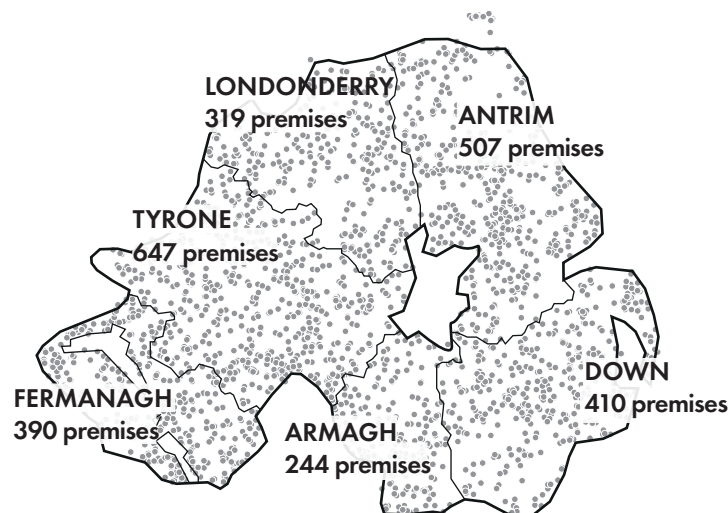 LONDONDERRY
319 premises
ANTRIM
507 premises
TYRONE
647 premises
DOWN
410 premises
FERMANAGH
390 premises
ARMAGH
244 premises